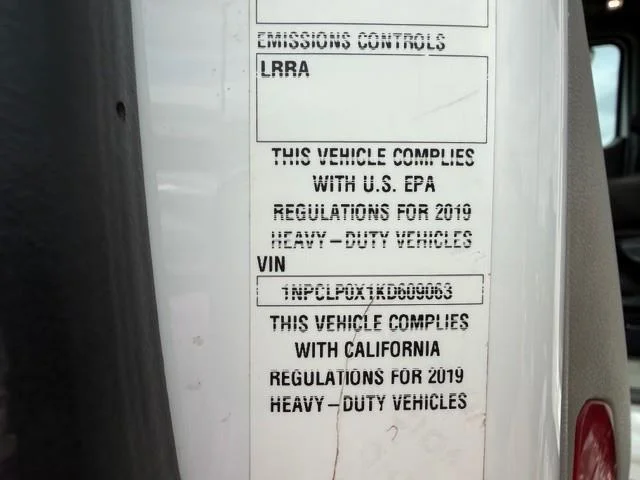 EMISSIONS CONTROLS
LRRA
THIS VEHICLE COMPLIES
WITH U.S. EPA
REGULATIONS FOR 2019
HEAVY-DUTY VEHICLES
VIN
1NPCLP0X1KD609063
THIS VEHICLE COMPLIES
WITH CALIFORNIA
REGULATIONS FOR 2019
HEAVY-DUTY VEHICLES